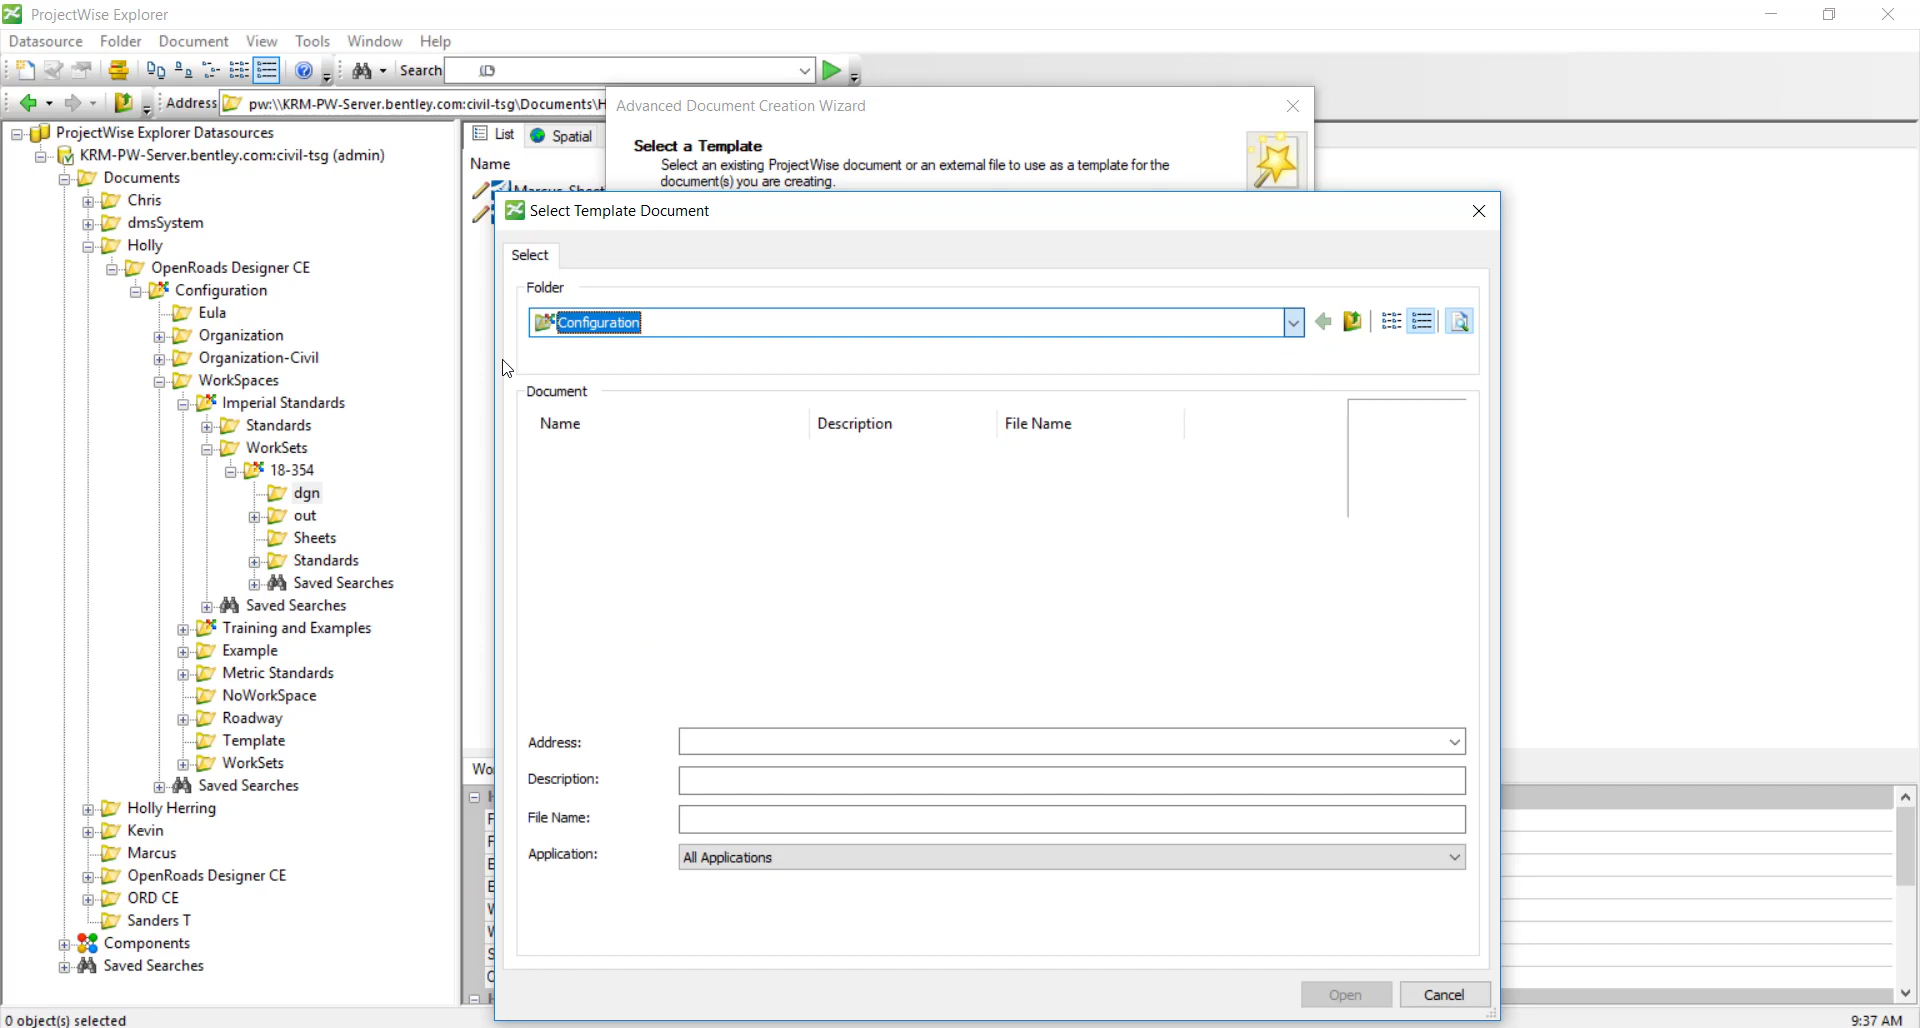 ProjectWise Explorer
Datasource Folder Document View Tools Window Help
Search
Address pw:\\KRM-PW-Server.bentley.com:civil-tsg\Documents\H
ProjectWise Explorer Datasources
KRM-PW-Server.bentley.com:civil-tsg (admin)
Documents
Chris
dmsSystem
Holly
OpenRoads Designer CE
Configuration
Eula
Organization
Organization-Civil
WorkSpaces
Imperial Standards
Standards
WorkSets
18-354
dgn
out
Sheets
Standards
Saved Searches
Saved Searches
Training and Examples
Example
Metric Standards
NoWorkSpace
Roadway
Template
WorkSets
Saved Searches
Holly Herring
Kevin
Marcus
OpenRoads Designer CE
ORD CE
Sanders T
Components
Saved Searches
List Spatial
Name
Advanced Document Creation Wizard
Select a Template
Select an existing ProjectWise document or an external file to use as a template for the
document(s) you are creating.
Select Template Document
Select
Folder
Configuration
Document
Name Description File Name
Address:
Description:
File Name:
Application: All Applications
Open Cancel
0 object(s) selected
9:37 AM